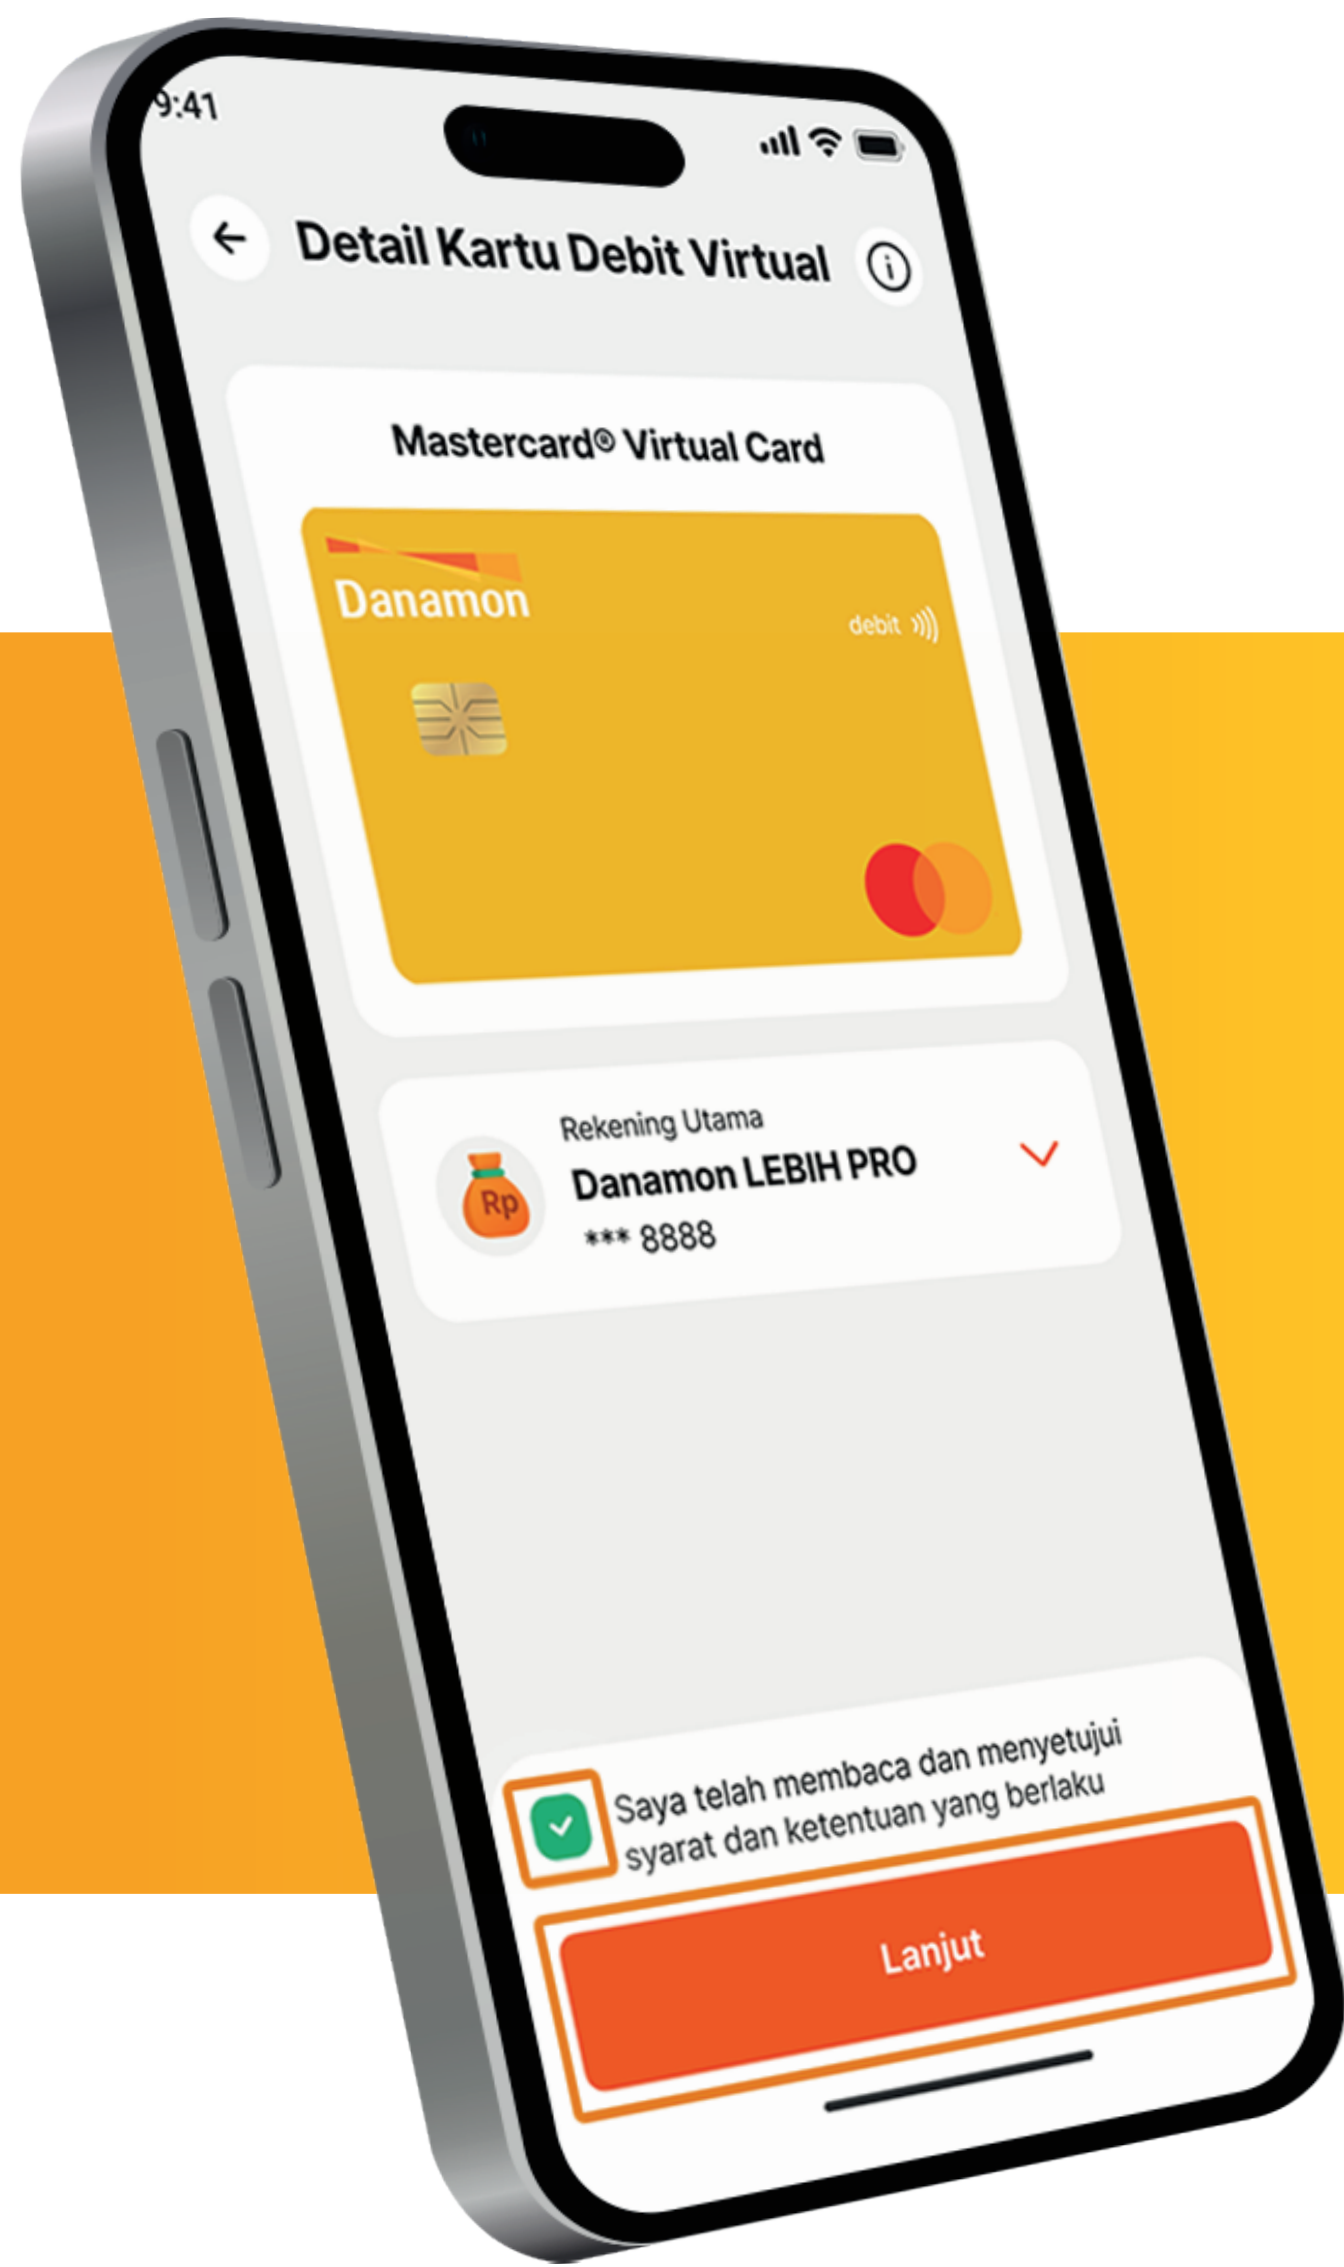 9:41
Detail Kartu Debit Virtual
Mastercard® Virtual Card
Danamon
debit
Rekening Utama
Rp
Danamon LEBIH PRO
*** 8888
Saya telah membaca dan menyetujui
syarat dan ketentuan yang berlaku
Lanjut